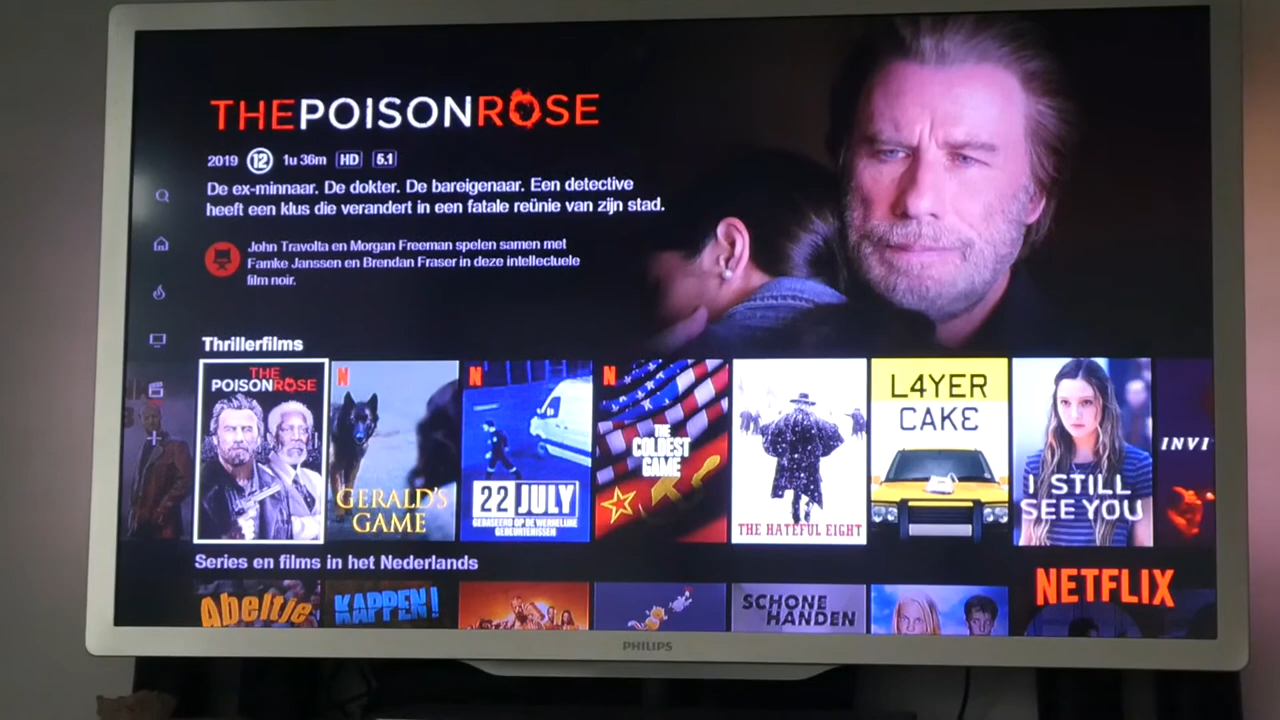 THEPOISONROSE
2019 12 1u 36m HD 5.1
De ex-minnaar. De dokter. De bareigenaar. Een detective
heeft een klus die verandert in een fatale reünie van zijn stad.
John Travolta en Morgan Freeman spelen samen met
Famke Janssen en Brendan Fraser in deze intellectuele
film noir.
Thrillerfilms
THE
POISONROSE
N
GERALD'S
GAME
N
22 JULY
GEBASEERD OP DE WERKELIJKE
GEBEURTENISSEN
N
THE
COLDEST
GAME
THE HATEFUL EIGHT
L4YER
CAKE
I STILL
SEE YOU
INVI
Series en films in het Nederlands
Abeltje
KAPPEN!
SCHONE
HANDEN
NETFLIX
PHILIPS